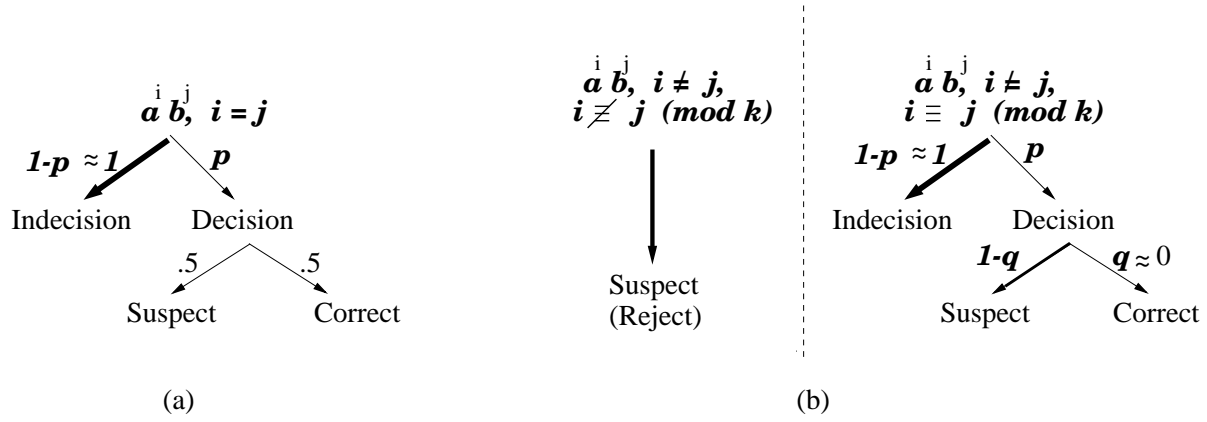 a^i b^j, i = j
1-p ≈ 1
p
Indecision
Decision
.5
.5
Suspect
Correct
(a)
a^i b^j, i ≠ j,
i ≢ j (mod k)
Suspect
(Reject)
a^i b^j, i ≠ j,
i ≡ j (mod k)
1-p ≈ 1
p
Indecision
Decision
1-q
q ≈ 0
Suspect
Correct
(b)